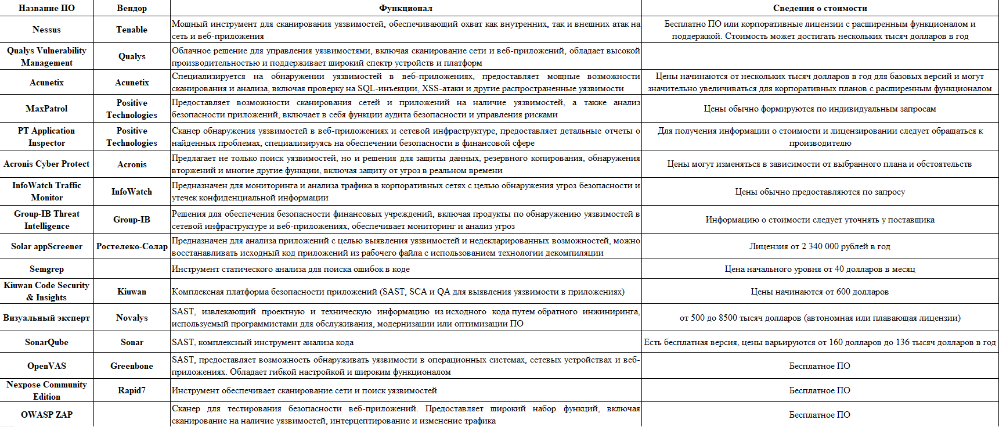 Название ПО
Вендор
Функционал
Сведения о стоимости
Nessus
Tenable
Мощный инструмент для сканирования уязвимостей, обеспечивающий охват как внутренних, так и внешних атак на
сеть и веб-приложения
Бесплатно ПО или корпоративные лицензии с расширенным функционалом и
поддержкой. Стоимость может достигать нескольких тысяч долларов в год
Qualys Vulnerability
Management
Qualys
Облачное решение для управления уязвимостями, включая сканирование сети и веб-приложений, обладает высокой
производительностью и поддерживает широкий спектр устройств и платформ
Acunetix
Acunetix
Специализируется на обнаружении уязвимостей в веб-приложениях, предоставляет мощные возможности
сканирования и анализа, включая проверку на SQL-инъекции, XSS-атаки и другие распространенные уязвимости
Цены начинаются от нескольких тысяч долларов в год для базовых версий и могут
значительно увеличиваться для корпоративных планов с расширенным функционалом
MaxPatrol
Positive
Technologies
Предоставляет возможности сканирования сетей и приложений на наличие уязвимостей, а также анализ
безопасности приложений, включает в себя функции аудита безопасности и управления рисками
Цены обычно формируются по индивидуальным запросам
PT Application
Inspector
Positive
Technologies
Сканер обнаружения уязвимостей в веб-приложениях и сетевой инфраструктуре, предоставляет детальные отчеты о
найденных проблемах, специализируясь на обеспечении безопасности в финансовой сфере
Для получения информации о стоимости и лицензировании следует обращаться к
производителю
Acronis Cyber Protect
Acronis
Предлагает не только поиск уязвимостей, но и решения для защиты данных, резервного копирования, обнаружения
вторжений и многие другие функции, включая защиту от угроз в реальном времени
Цены могут изменяться в зависимости от выбранного плана и обстоятельств
InfoWatch Traffic
Monitor
InfoWatch
Предназначен для мониторинга и анализа трафика в корпоративных сетях с целью обнаружения угроз безопасности и
утечек конфиденциальной информации
Цены обычно предоставляются по запросу
Group-IB Threat
Intelligence
Group-IB
Решения для обеспечения безопасности финансовых учреждений, включая продукты по обнаружению уязвимостей в
сетевой инфраструктуре и веб-приложениях, обеспечивает мониторинг и анализ угроз
Информацию о стоимости следует уточнять у поставщика
Solar appScreener
Ростелеко-Солар
Предназначен для анализа приложений с целью выявления уязвимостей и недекларированных возможностей, можно
восстанавливать исходный код приложений из рабочего файла с использованием технологии декомпиляции
Лицензия от 2 340 000 рублей в год
Semgrep
Инструмент статического анализа для поиска ошибок в коде
Цена начального уровня от 40 долларов в месяц
Kiuwan Code Security
& Insights
Kiuwan
Комплексная платформа безопасности приложений (SAST, SCA и QA для выявления уязвимости в приложениях)
Цены начинаются от 600 долларов
Визуальный эксперт
Novalys
SAST, извлекающий проектную и техническую информацию из исходного кода путем обратного инжиниринга,
используемый программистами для обслуживания, модернизации или оптимизации ПО
от 500 до 8500 тысяч долларов (автономная или плавающая лицензии)
SonarQube
Sonar
SAST, комплексный инструмент анализа кода
Есть бесплатная версия, цены варьируются от 160 долларов до 136 тысяч долларов в год
OpenVAS
Greenbone
SAST, предоставляет возможность обнаруживать уязвимости в операционных системах, сетевых устройствах и веб-
приложениях. Обладает гибкой настройкой и широким функционалом
Бесплатное ПО
Nexpose Community
Edition
Rapid7
Инструмент обеспечивает сканирование сети и поиск уязвимостей
Бесплатное ПО
OWASP ZAP
Сканер для тестирования безопасности веб-приложений. Предоставляет широкий набор функций, включая
сканирование на наличие уязвимостей, интерцептирование и изменение трафика
Бесплатное ПО